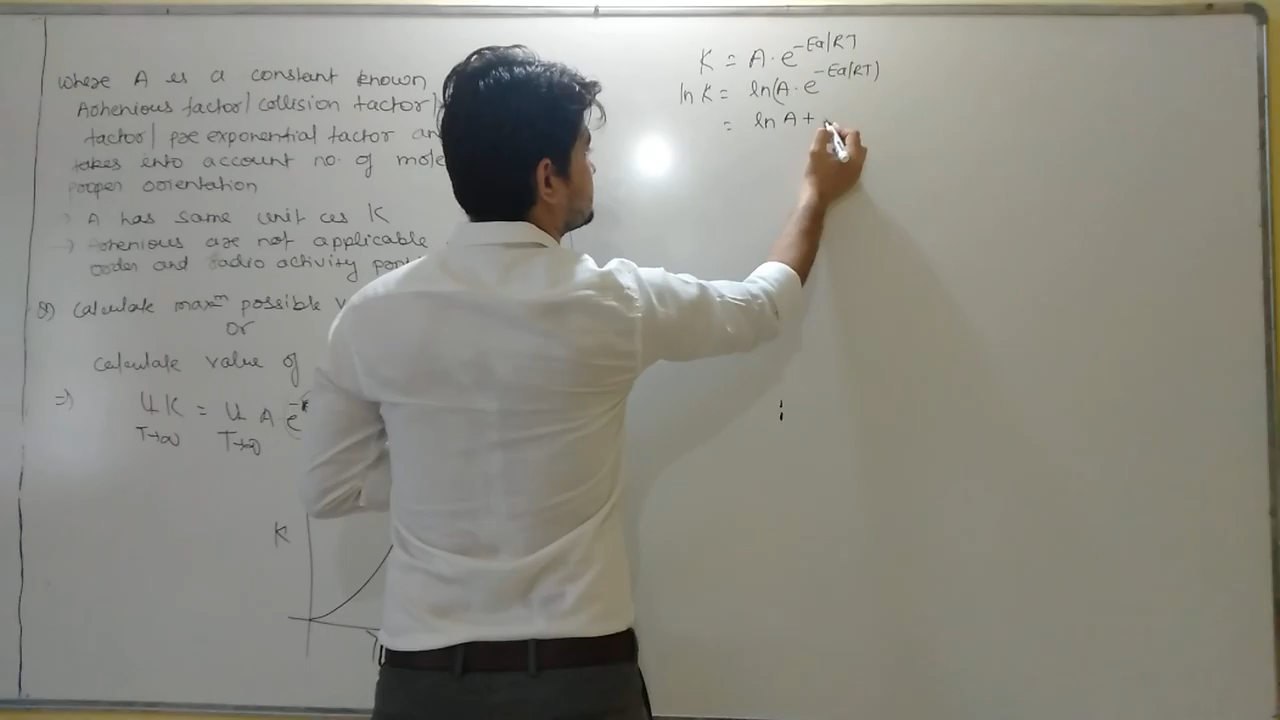 where A is a constant known
Aohenious factor/collision factor/
factor/ pre exponential factor an
takes into account no. of mole
proper orientation
A has same unit as K
→ are not applicable
order and radio activity
Q) Calculate maxm possible v
Or
Calculate value of
=> Lt K = Lt A e-
T→∞ T→∞
K
K = A · e^-Ea/RT
ln K = ln(A · e^-Ea/RT)
= ln A +